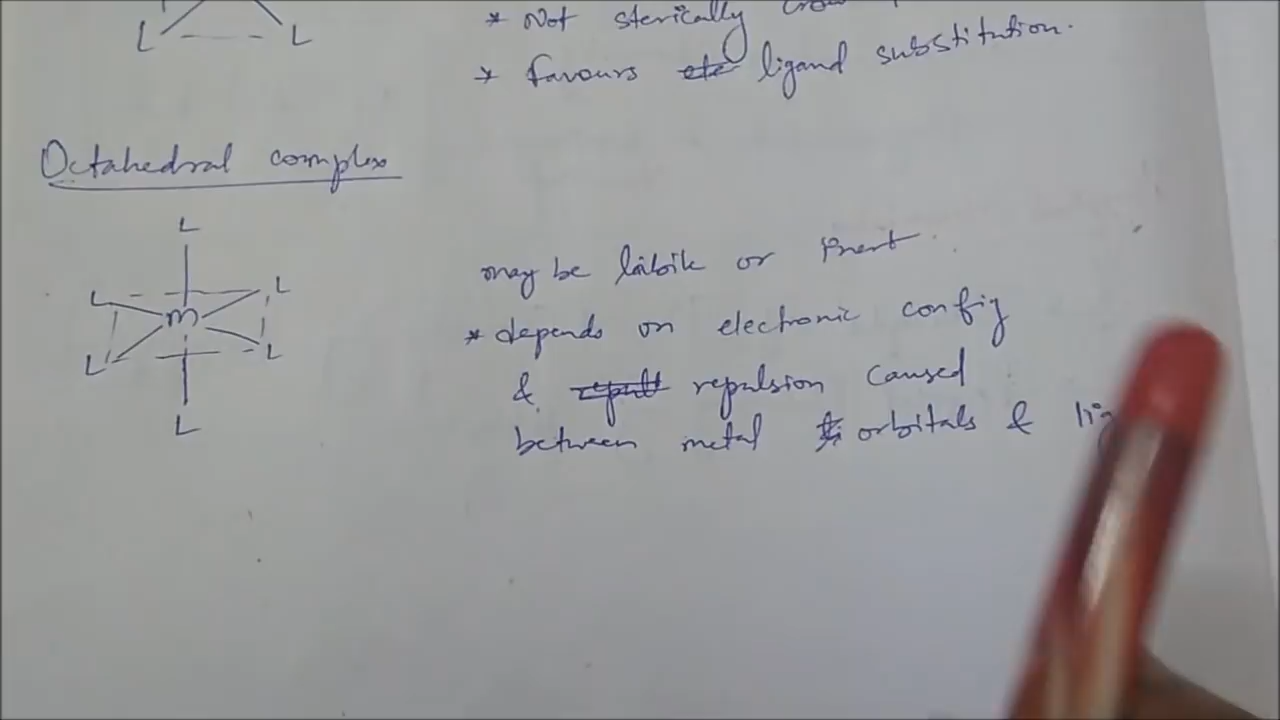 * Not sterically
* favours ligand substitution.
L L
Octahedral complex
L
L L
M
L L
L
may be labile or inert.
* depends on electronic config
& repulsion caused
between metal orbitals & lig